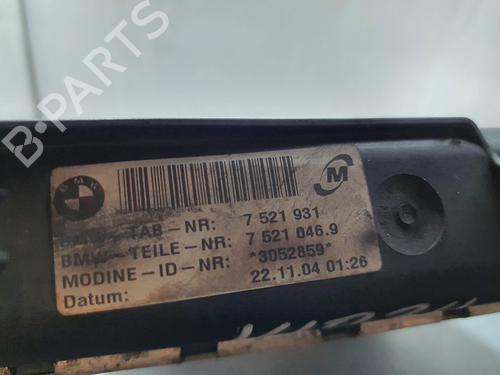 B-PARTS
BMW
M
TAB-NR: 7 521 931
BMW-TEILE-NR: 7 521 046.9
MODINE-ID-NR: *3052859*
Datum: 22.11.04 01:26